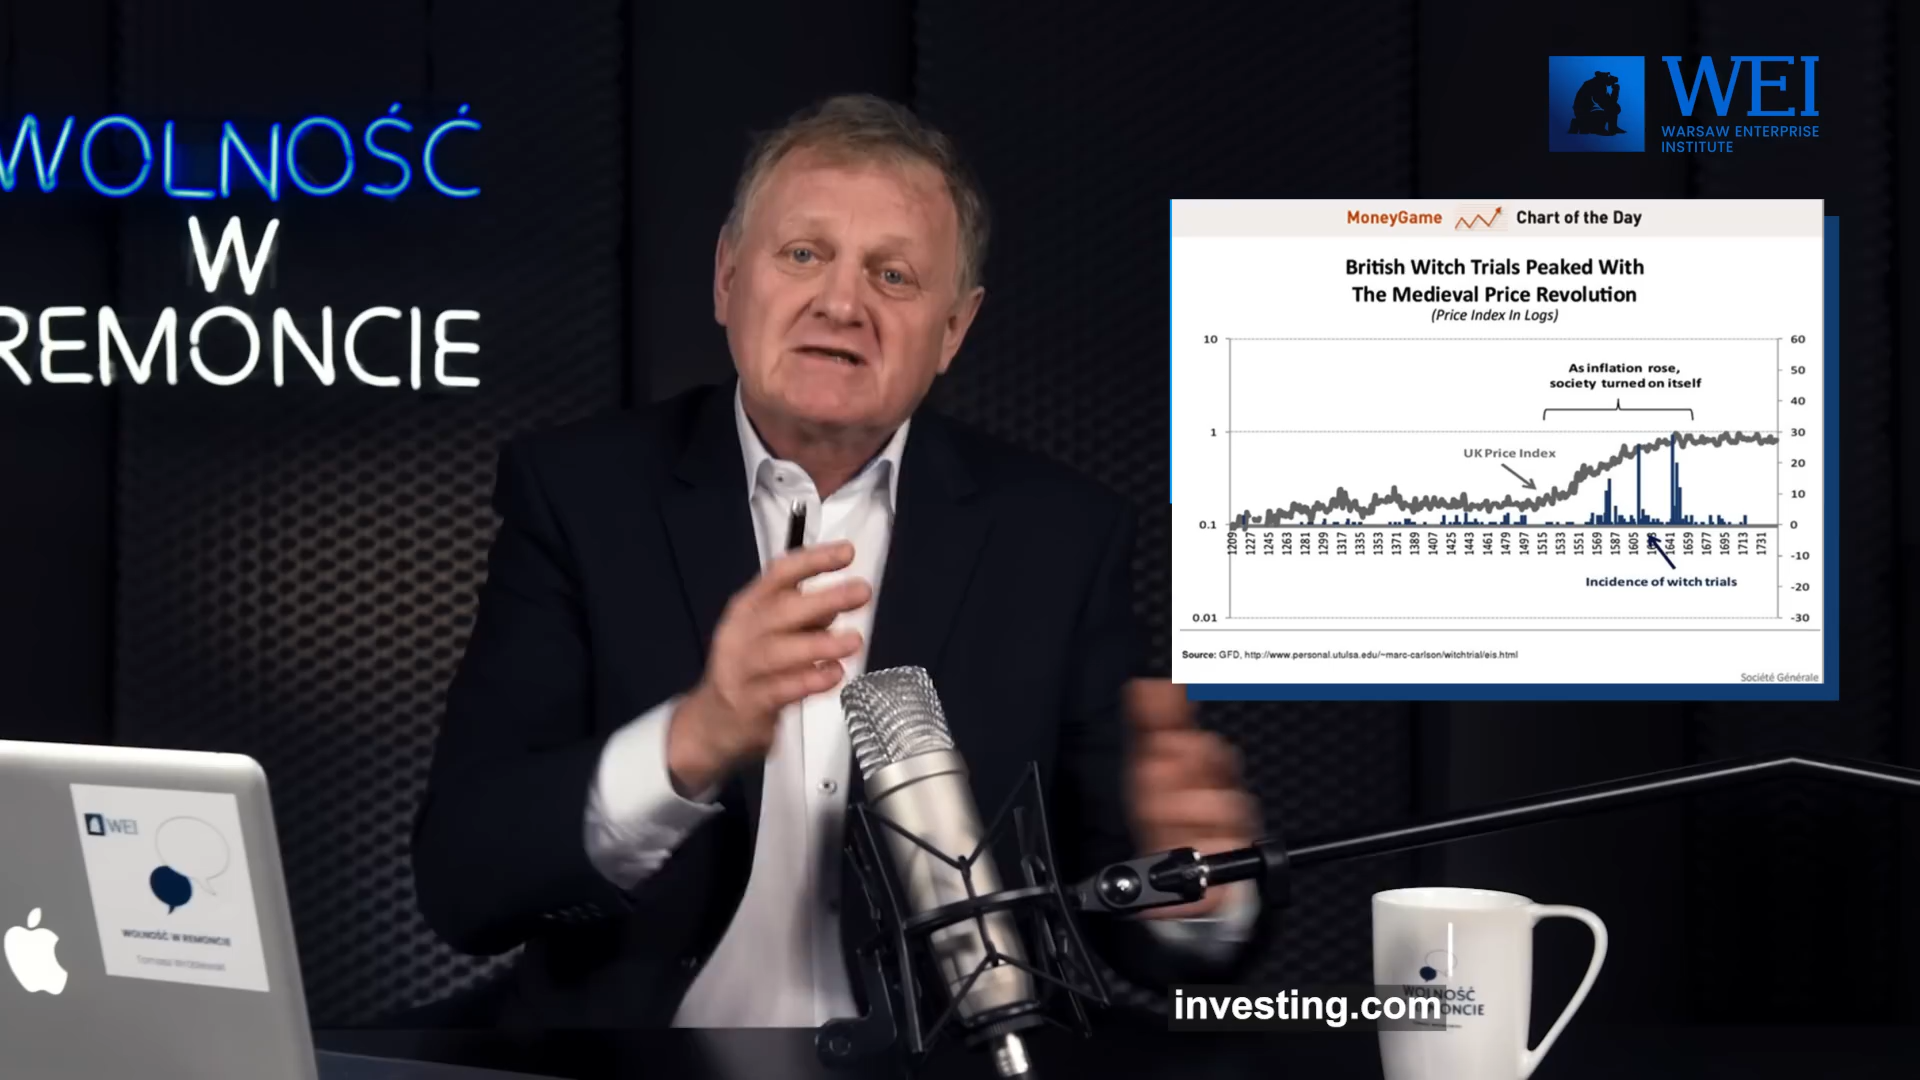 WOLNOŚĆ
W
REMONCIE
WEI
WARSAW ENTERPRISE
INSTITUTE
MoneyGame Chart of the Day
British Witch Trials Peaked With
The Medieval Price Revolution
(Price Index In Logs)
10
1
0.1
0.01
60
50
40
30
20
10
0
-10
-20
-30
As inflation rose,
society turned on itself
UK Price Index
1209 1227 1245 1263 1281 1299 1317 1335 1353 1371 1389 1407 1425 1443 1461 1479 1497 1515 1533 1551 1569 1587 1605 1641 1659 1677 1695 1713 1731
Incidence of witch trials
Source: GFD, http://www.personal.utulsa.edu/~marc-carlson/witchtrial/eis.html
Société Générale
WEI
WOLNOŚĆ W REMONCIE
Tomasz Wróblewski
WOLNOŚĆ
investing.com